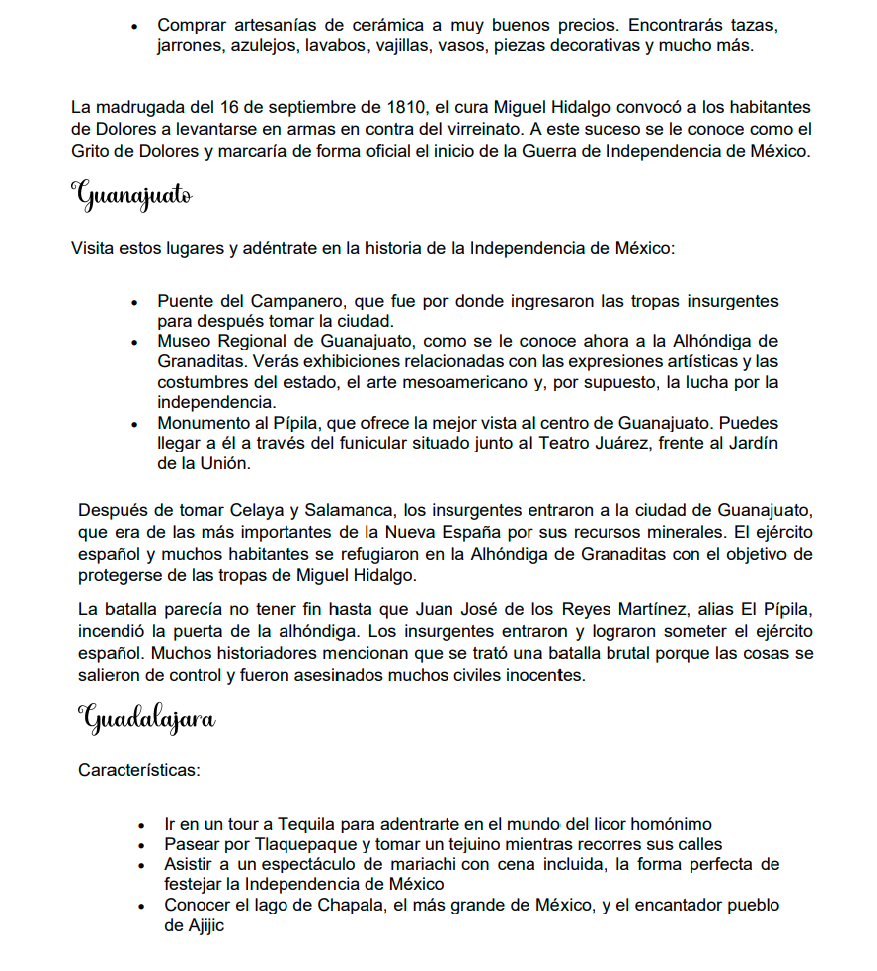 • Comprar artesanías de cerámica a muy buenos precios. Encontrarás tazas,
jarrones, azulejos, lavabos, vajillas, vasos, piezas decorativas y mucho más.
La madrugada del 16 de septiembre de 1810, el cura Miguel Hidalgo convocó a los habitantes
de Dolores a levantarse en armas en contra del virreinato. A este suceso se le conoce como el
Grito de Dolores y marcaría de forma oficial el inicio de la Guerra de Independencia de México.
Guanajuato
Visita estos lugares y adéntrate en la historia de la Independencia de México:
• Puente del Campanero, que fue por donde ingresaron las tropas insurgentes
para después tomar la ciudad.
• Museo Regional de Guanajuato, como se le conoce ahora a la Alhóndiga de
Granaditas. Verás exhibiciones relacionadas con las expresiones artísticas y las
costumbres del estado, el arte mesoamericano y, por supuesto, la lucha por la
independencia.
• Monumento al Pípila, que ofrece la mejor vista al centro de Guanajuato. Puedes
llegar a él a través del funicular situado junto al Teatro Juárez, frente al Jardín
de la Unión.
Después de tomar Celaya y Salamanca, los insurgentes entraron a la ciudad de Guanajuato,
que era de las más importantes de la Nueva España por sus recursos minerales. El ejército
español y muchos habitantes se refugiaron en la Alhóndiga de Granaditas con el objetivo de
protegerse de las tropas de Miguel Hidalgo.
La batalla parecía no tener fin hasta que Juan José de los Reyes Martínez, alias El Pípila,
incendió la puerta de la alhóndiga. Los insurgentes entraron y lograron someter el ejército
español. Muchos historiadores mencionan que se trató una batalla brutal porque las cosas se
salieron de control y fueron asesinados muchos civiles inocentes.
Guadalajara
Características:
• Ir en un tour a Tequila para adentrarte en el mundo del licor homónimo
• Pasear por Tlaquepaque y tomar un tejuino mientras recorres sus calles
• Asistir a un espectáculo de mariachi con cena incluida, la forma perfecta de
festejar la Independencia de México
• Conocer el lago de Chapala, el más grande de México, y el encantador pueblo
de Ajijic